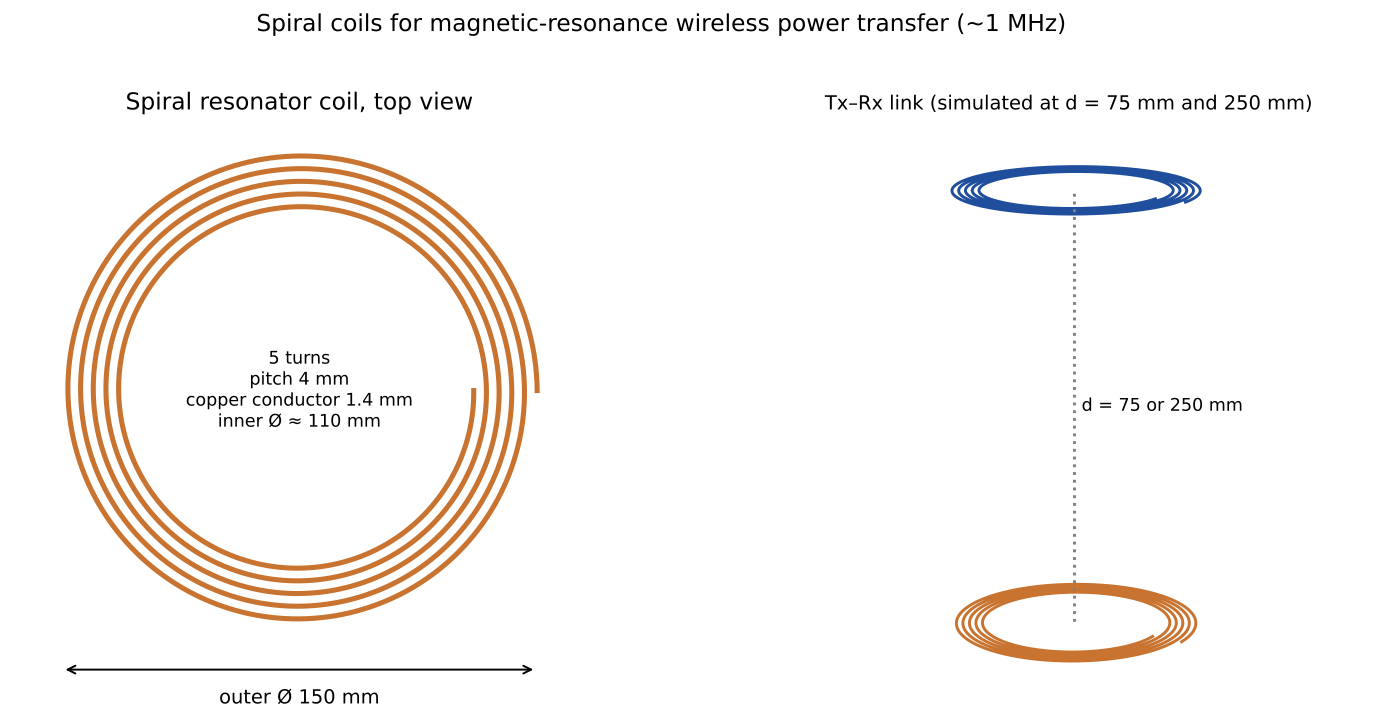 Spiral coils for magnetic-resonance wireless power transfer (~1 MHz)
Spiral resonator coil, top view
5 turns
pitch 4 mm
copper conductor 1.4 mm
inner Ø ≈ 110 mm
outer Ø 150 mm
Tx–Rx link (simulated at d = 75 mm and 250 mm)
d = 75 or 250 mm